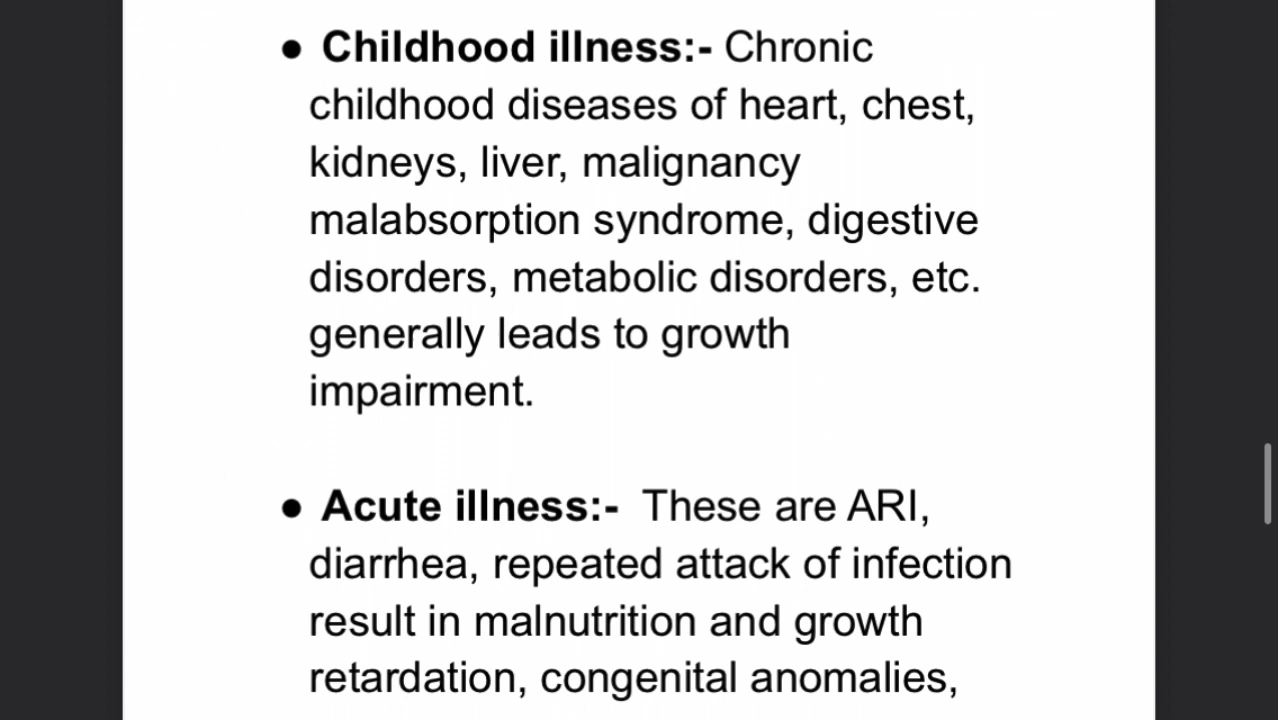 ● Childhood illness:- Chronic
childhood diseases of heart, chest,
kidneys, liver, malignancy
malabsorption syndrome, digestive
disorders, metabolic disorders, etc.
generally leads to growth
impairment.
● Acute illness:- These are ARI,
diarrhea, repeated attack of infection
result in malnutrition and growth
retardation, congenital anomalies,